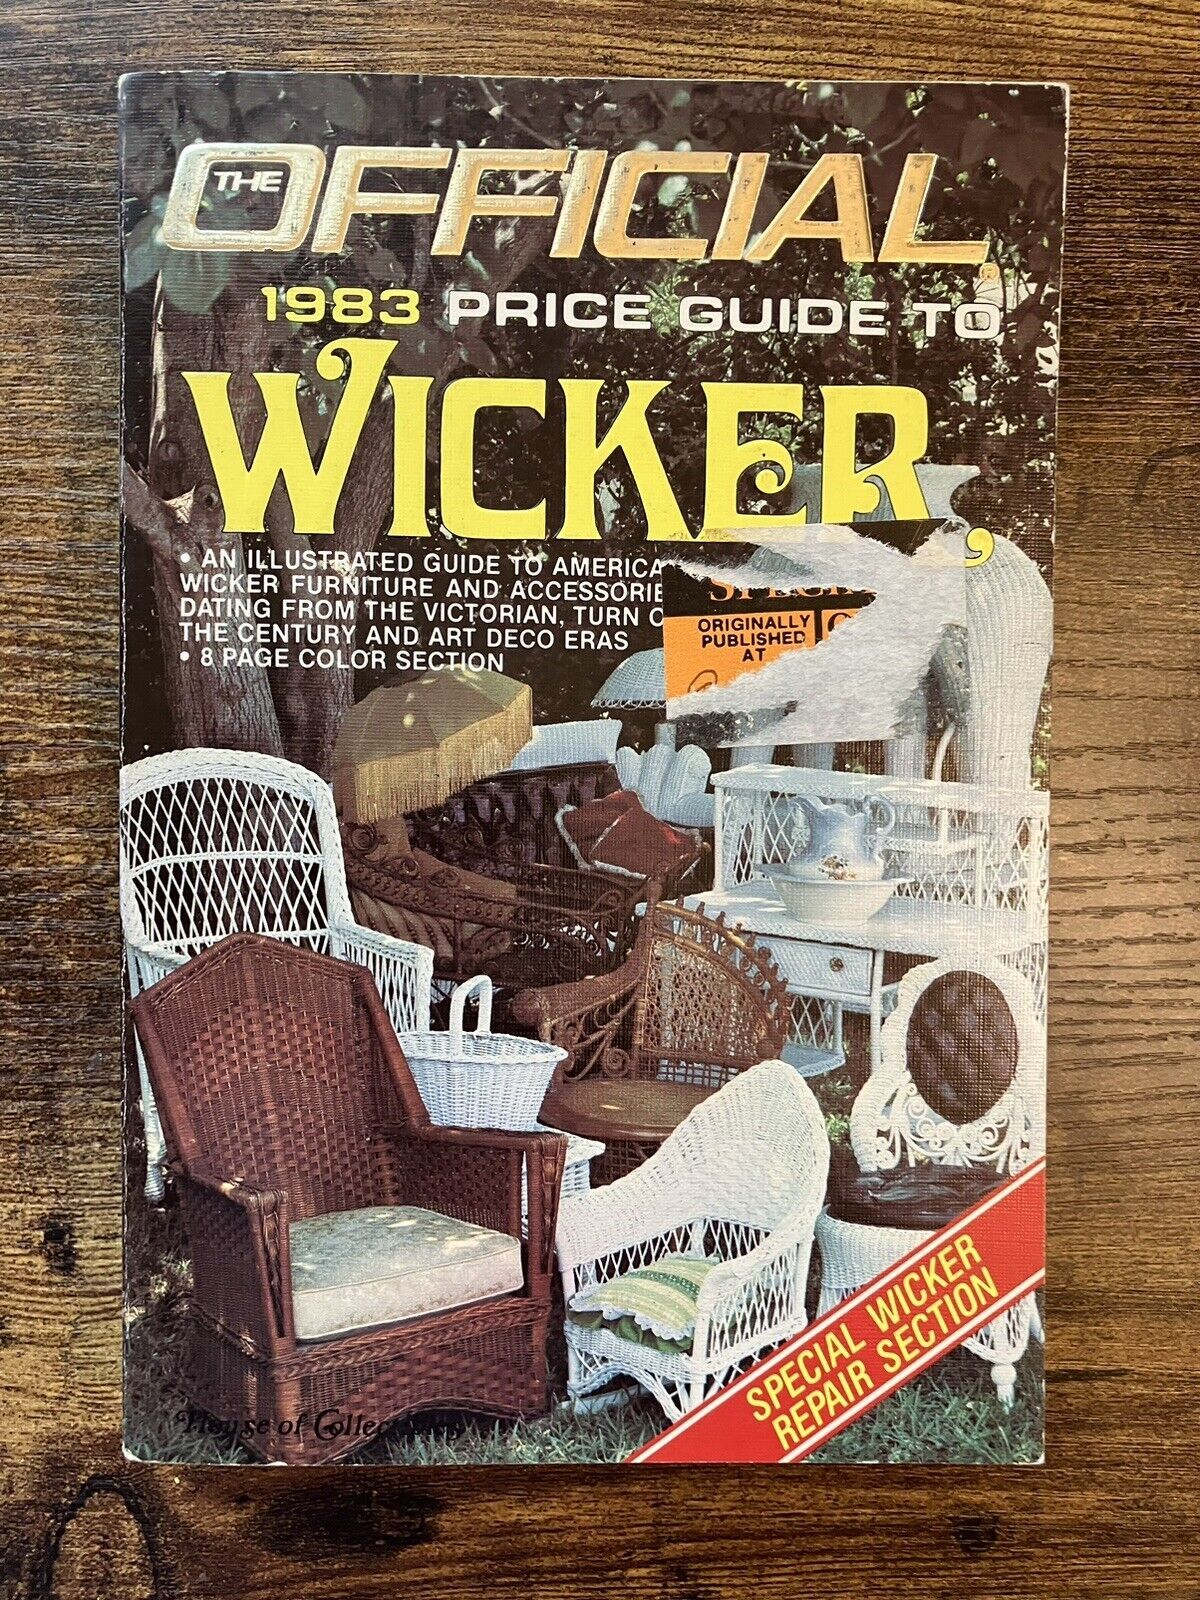 THE OFFICIAL®
1983 PRICE GUIDE TO
WICKER
• AN ILLUSTRATED GUIDE TO AMERICA
WICKER FURNITURE AND ACCESSORIE
DATING FROM THE VICTORIAN, TURN O
THE CENTURY AND ART DECO ERAS
• 8 PAGE COLOR SECTION
ORIGINALLY
PUBLISHED
AT
SPECIAL WICKER
REPAIR SECTION
House of Collectibles